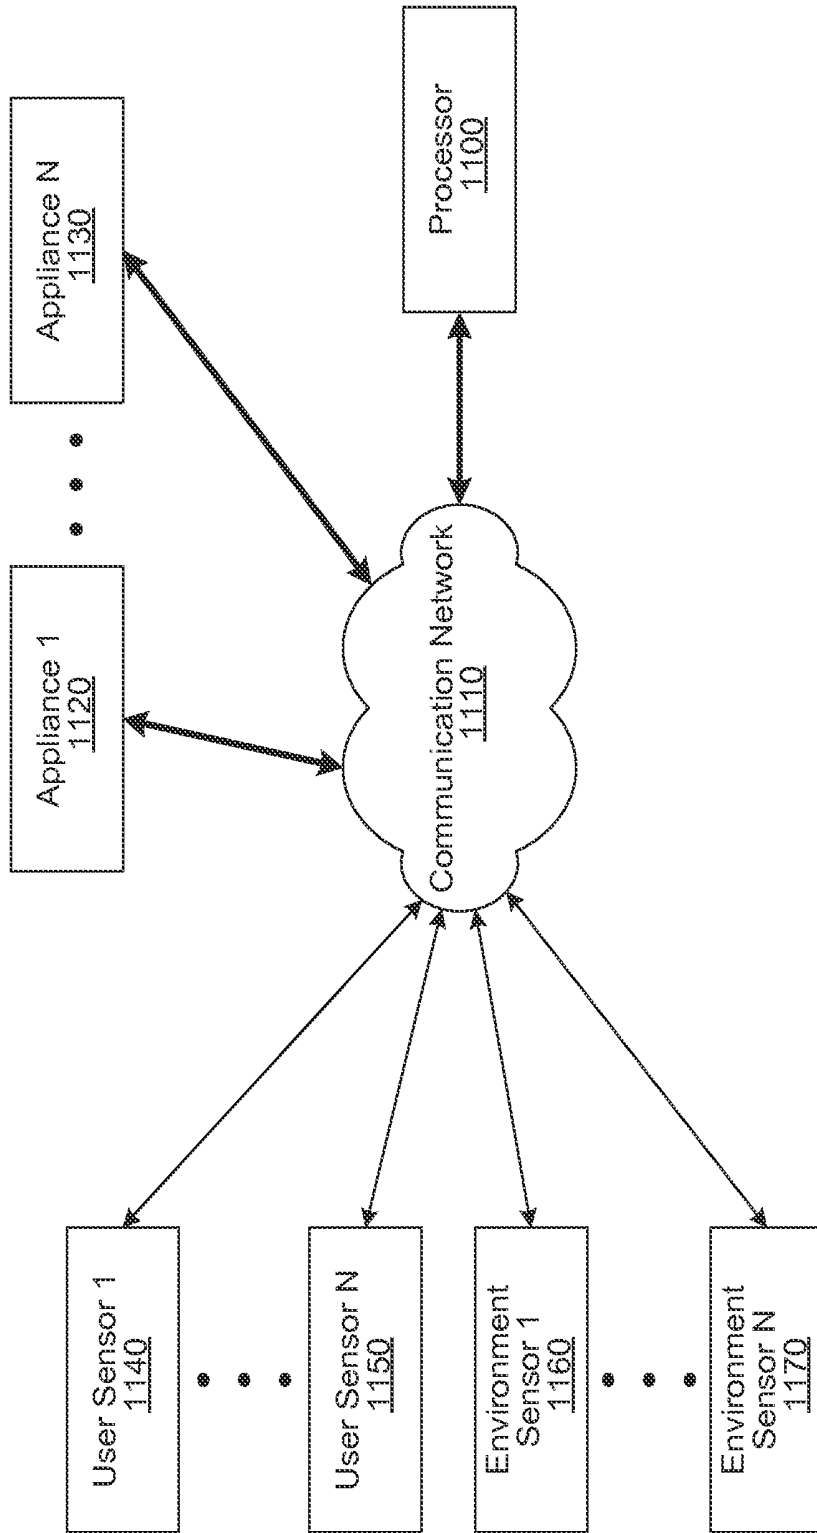 User Sensor 1
1140
User Sensor N
1150
Environment
Sensor 1
1160
Environment
Sensor N
1170
Appliance 1
1120
Appliance N
1130
Communication Network
1110
Processor
1100